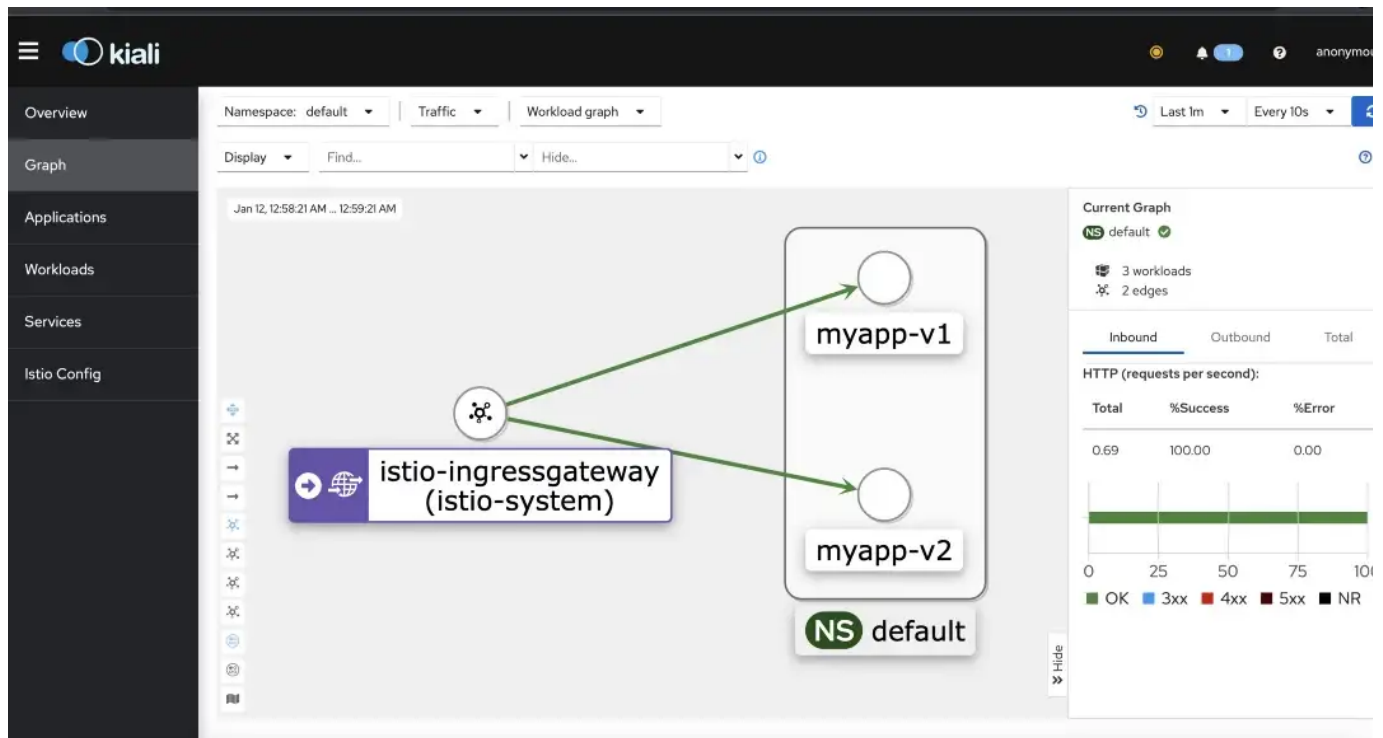 kiali
1
anonymou
Overview
Graph
Applications
Workloads
Services
Istio Config
Namespace: default
Traffic
Workload graph
Last 1m
Every 10s
Display
Find...
Hide...
Jan 12, 12:58:21 AM ... 12:59:21 AM
myapp-v1
istio-ingressgateway
(istio-system)
myapp-v2
NS default
Hide
Current Graph
NS default
3 workloads
2 edges
Inbound Outbound Total
HTTP (requests per second):
Total %Success %Error
0.69 100.00 0.00
0 25 50 75 100
OK 3xx 4xx 5xx NR